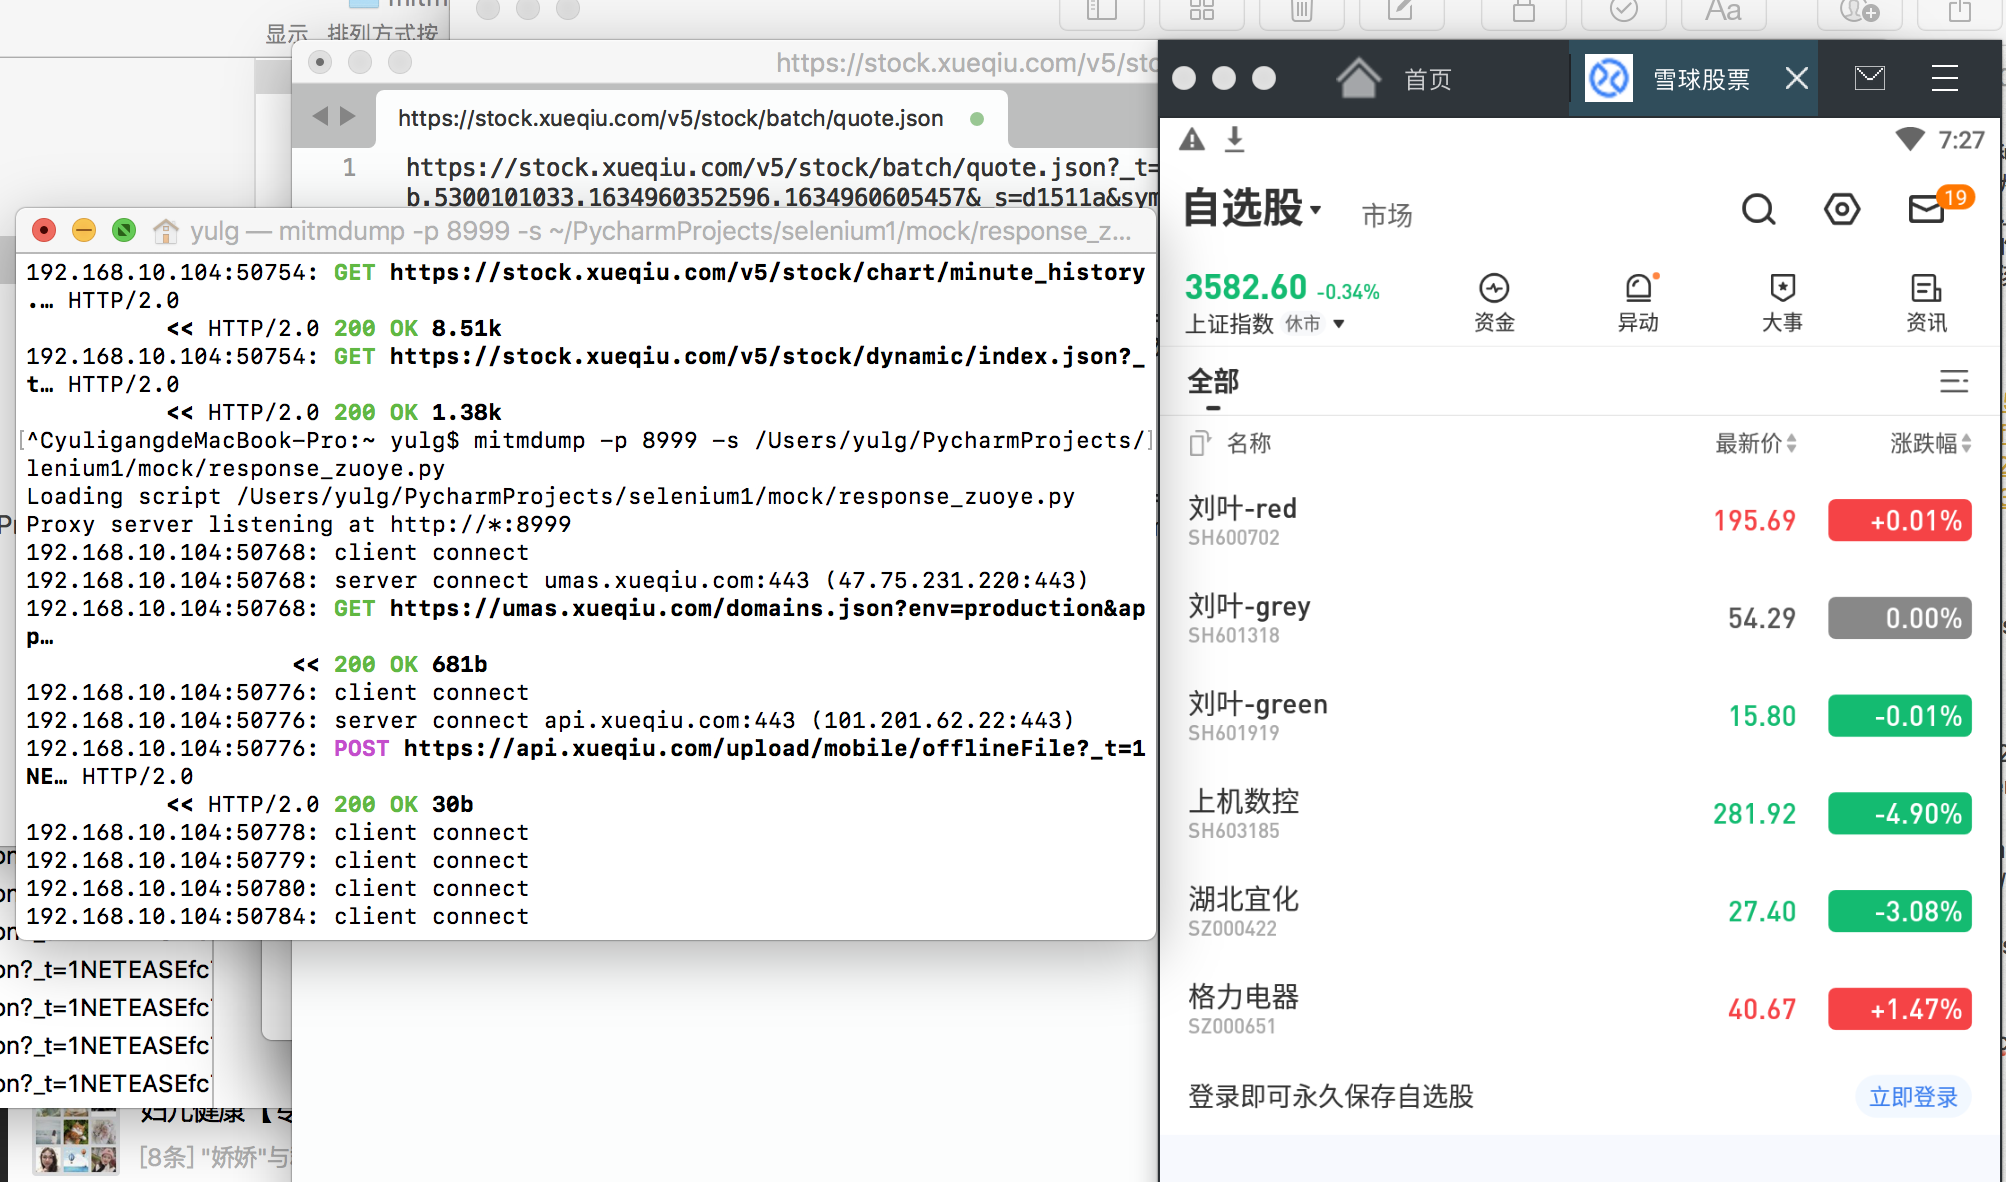 显示 排列方式按
https://stock.xueqiu.com/v5/sto
https://stock.xueqiu.com/v5/stock/batch/quote.json
1 https://stock.xueqiu.com/v5/stock/batch/quote.json?_t=
b.5300101033.1634960352596.1634960605457&_s=d1511a&sym
yulg — mitmdump -p 8999 -s ~/PycharmProjects/selenium1/mock/response_z...
192.168.10.104:50754: GET https://stock.xueqiu.com/v5/stock/chart/minute_history
.… HTTP/2.0
<< HTTP/2.0 200 OK 8.51k
192.168.10.104:50754: GET https://stock.xueqiu.com/v5/stock/dynamic/index.json?_
t… HTTP/2.0
<< HTTP/2.0 200 OK 1.38k
[^CyuligangdeMacBook-Pro:~ yulg$ mitmdump -p 8999 -s /Users/yulg/PycharmProjects/]
lenium1/mock/response_zuoye.py
Loading script /Users/yulg/PycharmProjects/selenium1/mock/response_zuoye.py
Proxy server listening at http://*:8999
192.168.10.104:50768: client connect
192.168.10.104:50768: server connect umas.xueqiu.com:443 (47.75.231.220:443)
192.168.10.104:50768: GET https://umas.xueqiu.com/domains.json?env=production&ap
p…
<< 200 OK 681b
192.168.10.104:50776: client connect
192.168.10.104:50776: server connect api.xueqiu.com:443 (101.201.62.22:443)
192.168.10.104:50776: POST https://api.xueqiu.com/upload/mobile/offlineFile?_t=1
NE… HTTP/2.0
<< HTTP/2.0 200 OK 30b
192.168.10.104:50778: client connect
192.168.10.104:50779: client connect
192.168.10.104:50780: client connect
192.168.10.104:50784: client connect
on?_t=1NETEASEfc
on?_t=1NETEASEfc
on?_t=1NETEASEfc
on?_t=1NETEASEfc
妇儿健康【专
[8条] "娇娇"与
Aa
首页 雪球股票
7:27
自选股 市场 19
3582.60 -0.34%
上证指数 休市
资金 异动 大事 资讯
全部
名称 最新价 涨跌幅
刘叶-red 195.69 +0.01%
SH600702
刘叶-grey 54.29 0.00%
SH601318
刘叶-green 15.80 -0.01%
SH601919
上机数控 281.92 -4.90%
SH603185
湖北宜化 27.40 -3.08%
SZ000422
格力电器 40.67 +1.47%
SZ000651
登录即可永久保存自选股 立即登录